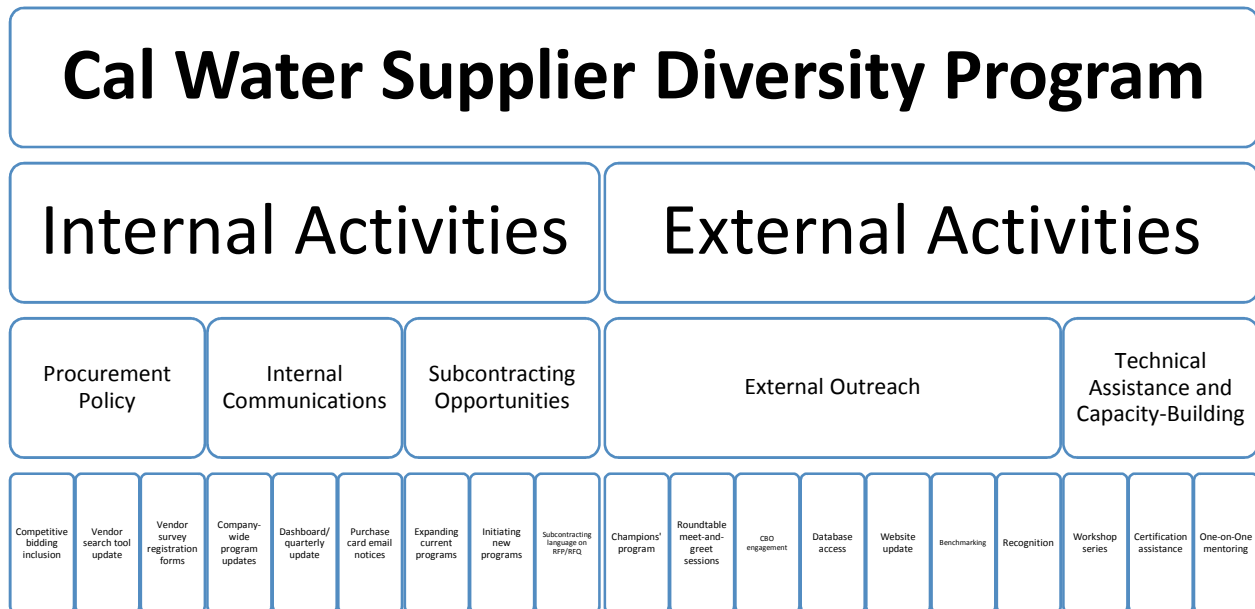 Cal Water Supplier Diversity Program
Internal Activities
External Activities
Procurement
Policy
Internal
Communications
Subcontracting
Opportunities
External Outreach
Technical
Assistance and
Capacity-Building
Competitive
bidding
inclusion
Vendor
search tool
update
Vendor
survey
registration
forms
Company-
wide
program
updates
Dashboard/
quarterly
update
Purchase
card email
notices
Expanding
current
programs
Initiating
new
programs
Subcontracting
language on
RFP/RFQ
Champions'
program
Roundtable
meet-and-
greet
sessions
CBO
engagement
Database
access
Website
update
Benchmarking
Recognition
Workshop
series
Certification
assistance
One-on-One
mentoring